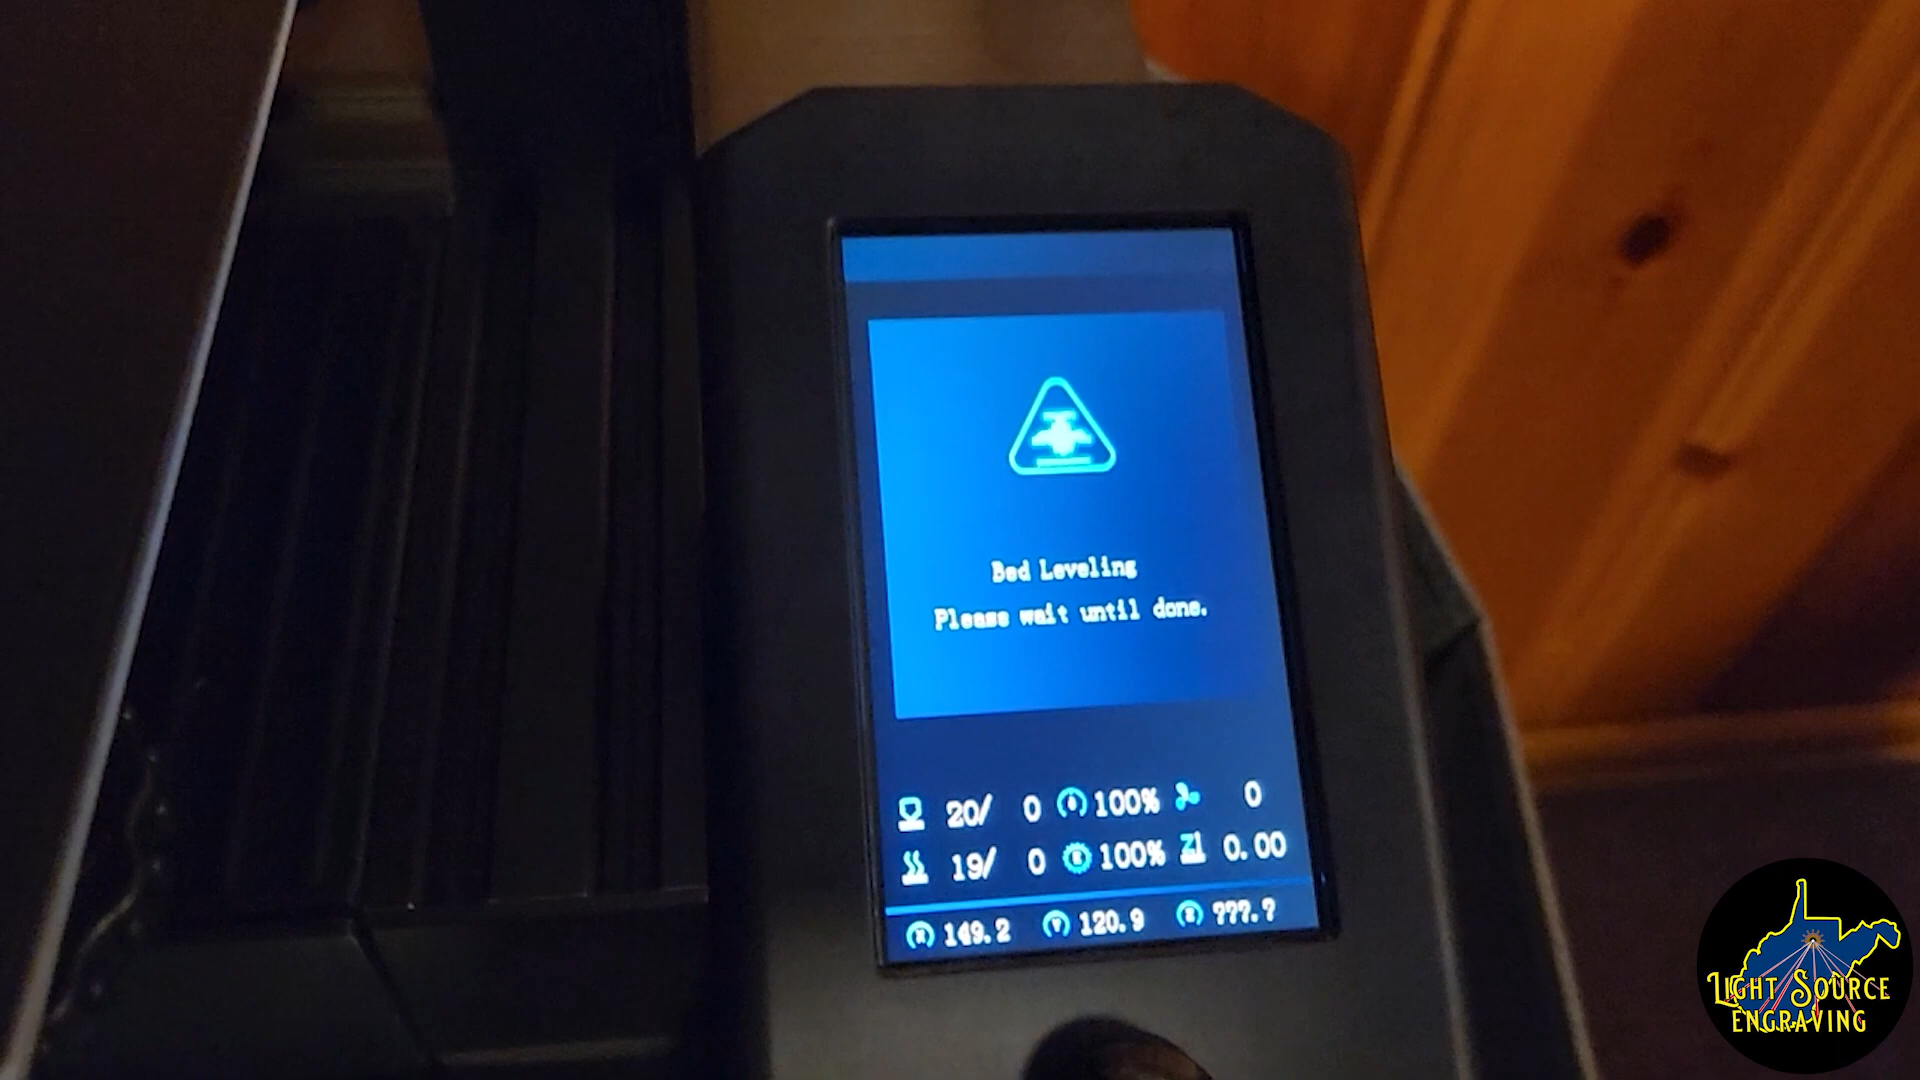 Bed Leveling
Please wait until done.
20/ 0 100% 0
19/ 0 E 100% Z 0.00
X 149.2 Y 120.9 Z ???.?
LIGHT SOURCE
ENGRAVING